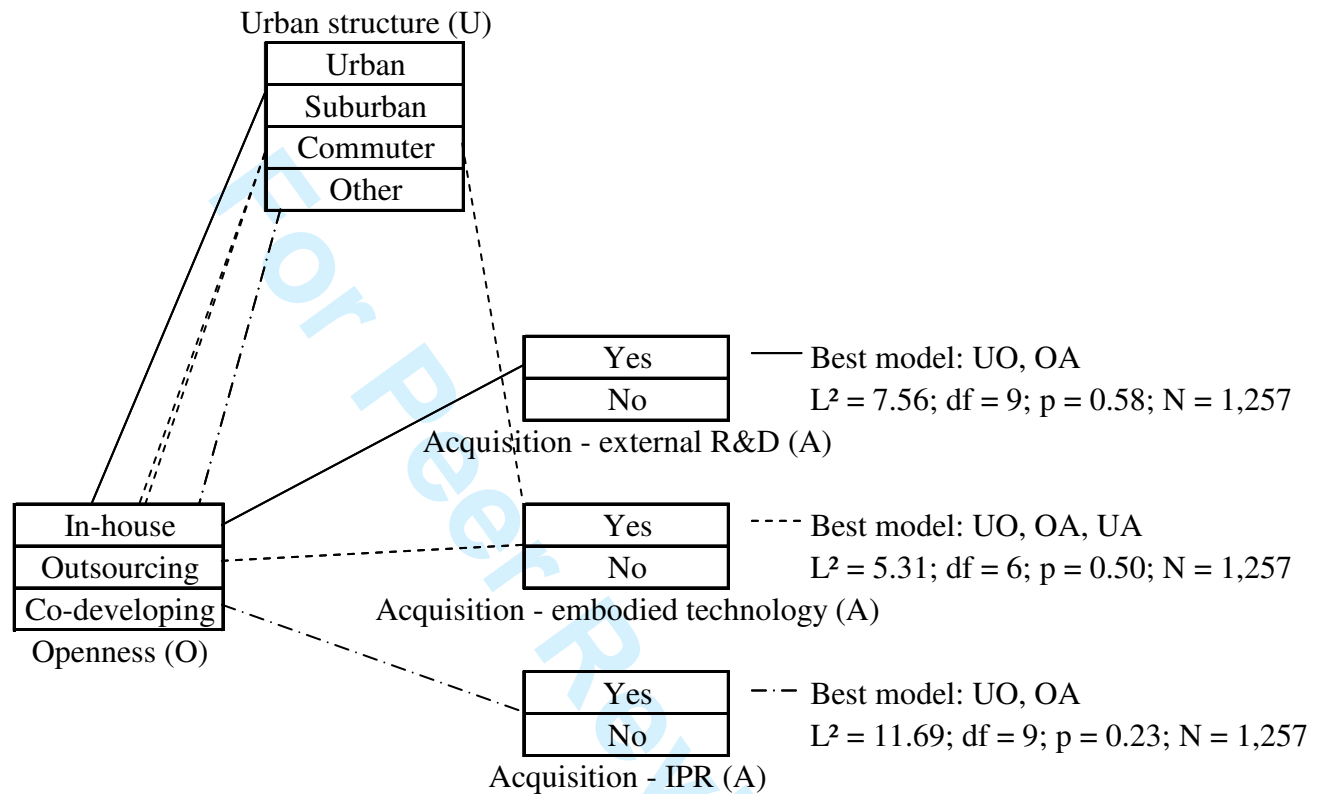 Urban structure (U)
Urban
Suburban
Commuter
Other
Yes
No
Acquisition - external R&D (A)
Best model: UO, OA
L² = 7.56; df = 9; p = 0.58; N = 1,257
In-house
Outsourcing
Co-developing
Openness (O)
Yes
No
Acquisition - embodied technology (A)
Best model: UO, OA, UA
L² = 5.31; df = 6; p = 0.50; N = 1,257
Yes
No
Acquisition - IPR (A)
Best model: UO, OA
L² = 11.69; df = 9; p = 0.23; N = 1,257
For Peer Rev